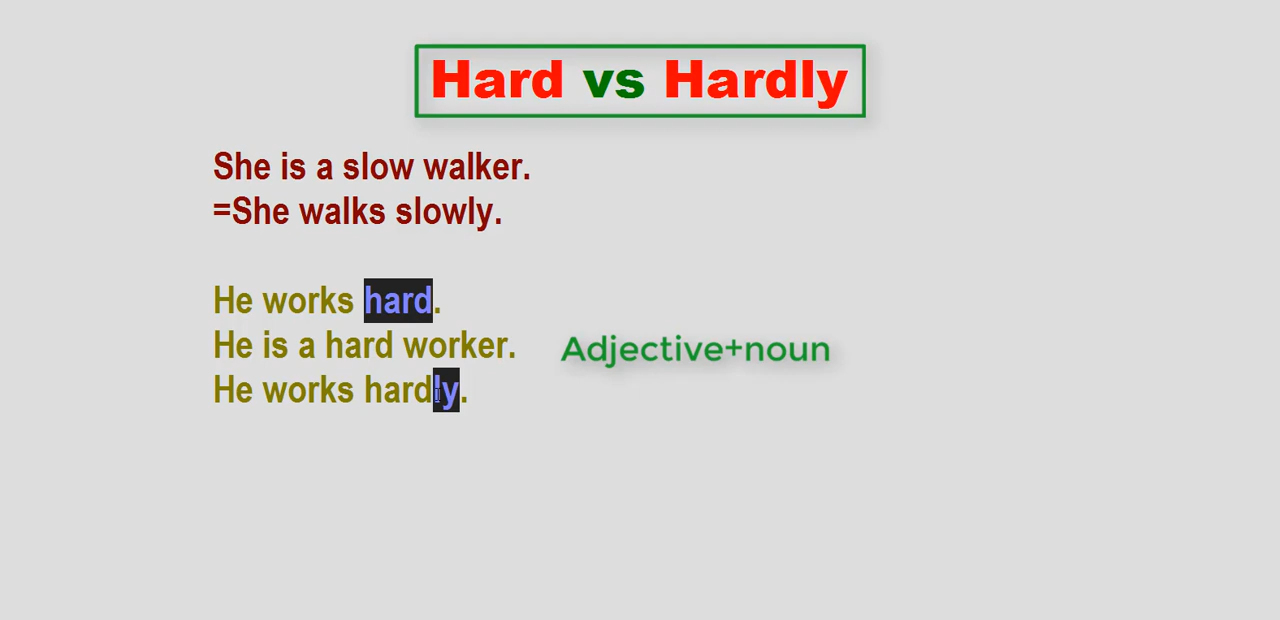 Hard vs Hardly
She is a slow walker.
=She walks slowly.
He works hard.
He is a hard worker.
Adjective+noun
He works hardly.